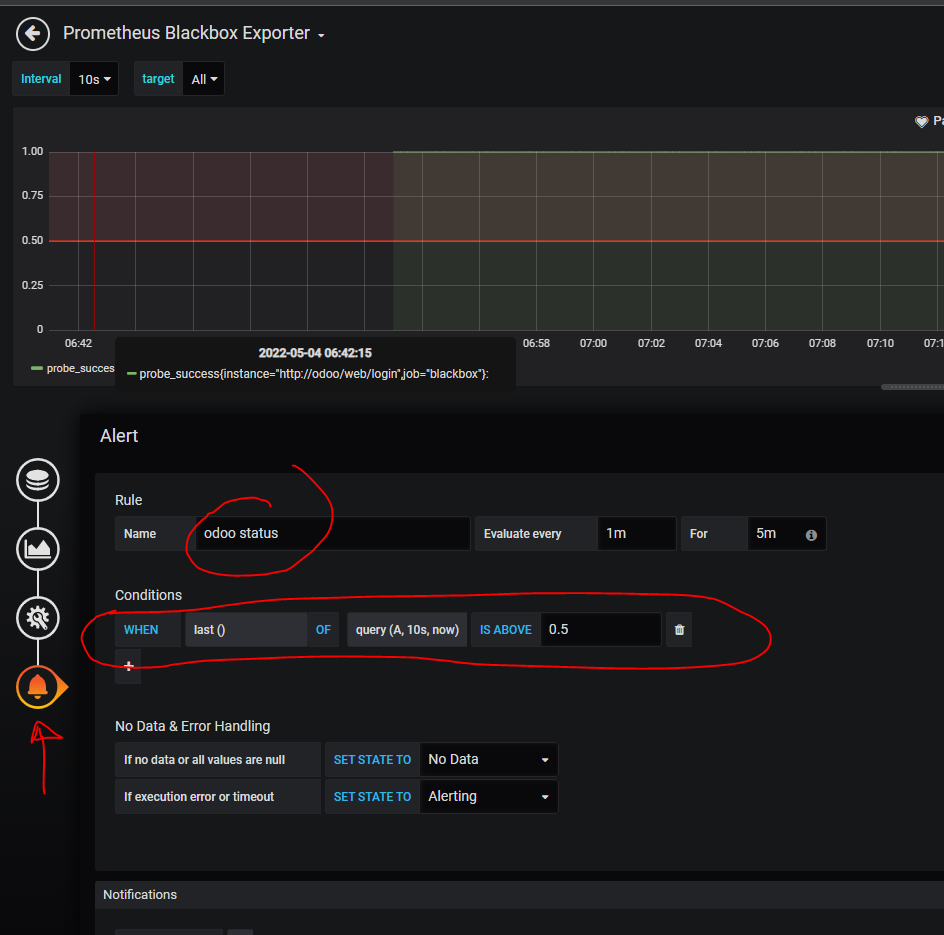 Prometheus Blackbox Exporter
Interval 10s target All
1.00
0.75
0.50
0.25
0
06:42 06:58 07:00 07:02 07:04 07:06 07:08 07:10 07:1
2022-05-04 06:42:15
probe_succes
probe_success{instance="http://odoo/web/login",job="blackbox"}:
Alert
Rule
Name odoo status Evaluate every 1m For 5m
Conditions
WHEN last () OF query (A, 10s, now) IS ABOVE 0.5
+
No Data & Error Handling
If no data or all values are null SET STATE TO No Data
If execution error or timeout SET STATE TO Alerting
Notifications